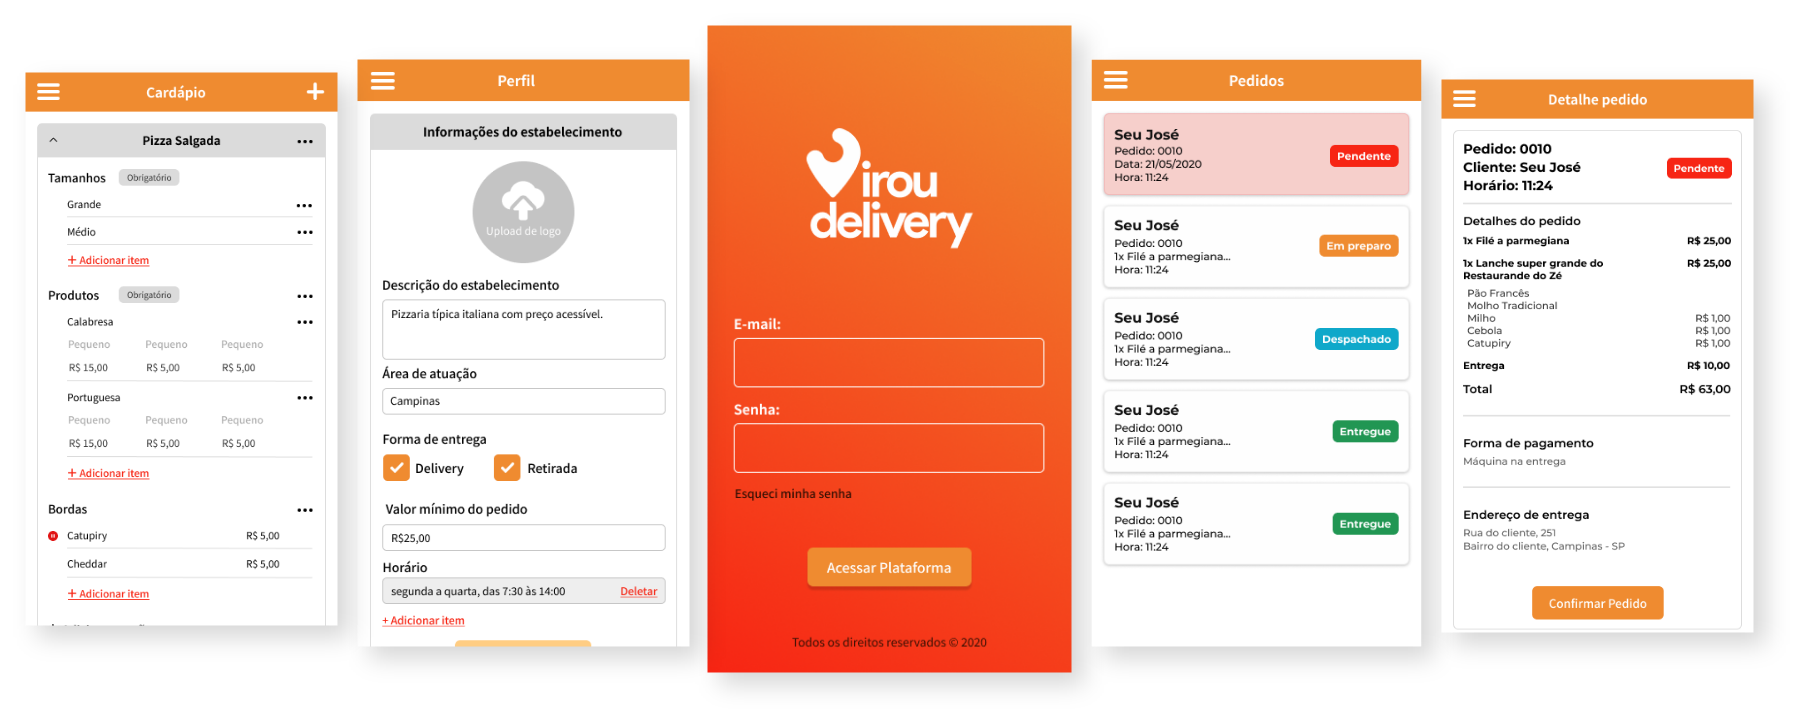 Cardápio
Pizza Salgada
Tamanhos Obrigatório
Grande
Médio
+ Adicionar item
Produtos Obrigatório
Calabresa
Pequeno Pequeno Pequeno
R$ 15,00 R$ 5,00 R$ 5,00
Portuguesa
Pequeno Pequeno Pequeno
R$ 15,00 R$ 5,00 R$ 5,00
+ Adicionar item
Bordas
Catupiry R$ 5,00
Cheddar R$ 5,00
+ Adicionar item
Perfil
Informações do estabelecimento
Upload de logo
Descrição do estabelecimento
Pizzaria típica italiana com preço acessível.
Área de atuação
Campinas
Forma de entrega
Delivery Retirada
Valor mínimo do pedido
R$25,00
Horário
segunda a quarta, das 7:30 às 14:00 Deletar
+ Adicionar item
Virou
delivery
E-mail:
Senha:
Esqueci minha senha
Acessar Plataforma
Todos os direitos reservados © 2020
Pedidos
Seu José
Pedido: 0010
Data: 21/05/2020
Hora: 11:24
Pendente
Seu José
Pedido: 0010
1x Filé a parmegiana...
Hora: 11:24
Em preparo
Seu José
Pedido: 0010
1x Filé a parmegiana...
Hora: 11:24
Despachado
Seu José
Pedido: 0010
1x Filé a parmegiana...
Hora: 11:24
Entregue
Seu José
Pedido: 0010
1x Filé a parmegiana...
Hora: 11:24
Entregue
Detalhe pedido
Pedido: 0010
Cliente: Seu José
Horário: 11:24
Pendente
Detalhes do pedido
1x Filé a parmegiana R$ 25,00
1x Lanche super grande do R$ 25,00
Restaurande do Zé
Pão Francês
Molho Tradicional
Milho R$ 1,00
Cebola R$ 1,00
Catupiry R$ 1,00
Entrega R$ 10,00
Total R$ 63,00
Forma de pagamento
Máquina na entrega
Endereço de entrega
Rua do cliente, 251
Bairro do cliente, Campinas - SP
Confirmar Pedido